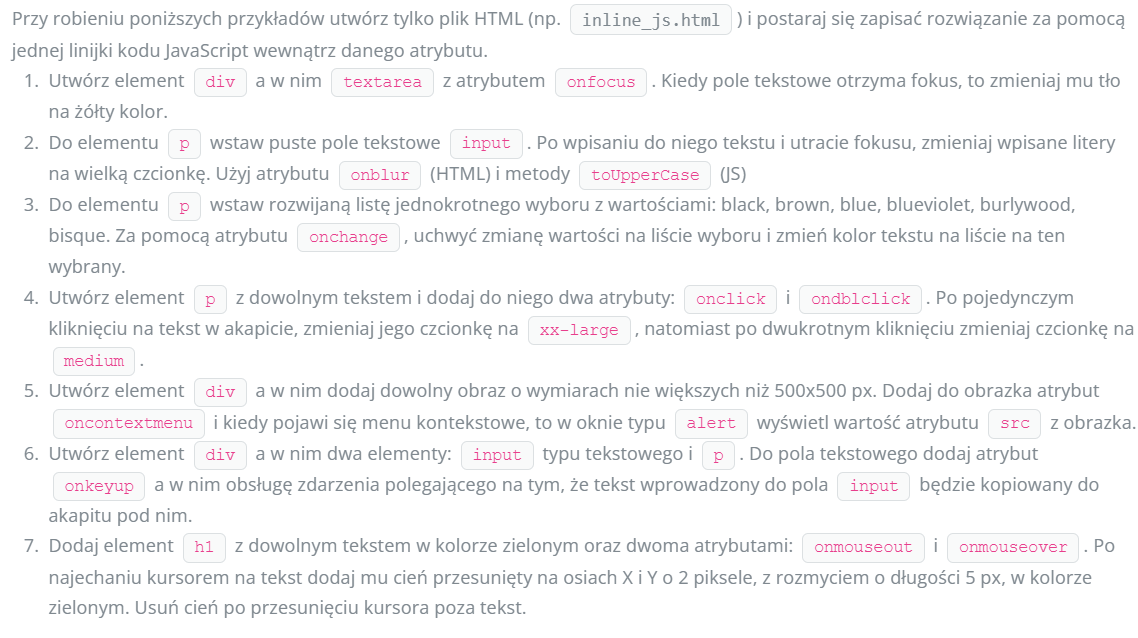 Przy robieniu poniższych przykładów utwórz tylko plik HTML (np. inline_js.html ) i postaraj się zapisać rozwiązanie za pomocą
jednej linijki kodu JavaScript wewnątrz danego atrybutu.
1. Utwórz element div a w nim textarea z atrybutem onfocus . Kiedy pole tekstowe otrzyma fokus, to zmieniaj mu tło
na żółty kolor.
2. Do elementu p wstaw puste pole tekstowe input . Po wpisaniu do niego tekstu i utracie fokusu, zmieniaj wpisane litery
na wielką czcionkę. Użyj atrybutu onblur (HTML) i metody toUpperCase (JS)
3. Do elementu p wstaw rozwijaną listę jednokrotnego wyboru z wartościami: black, brown, blue, blueviolet, burlywood,
bisque. Za pomocą atrybutu onchange , uchwyć zmianę wartości na liście wyboru i zmień kolor tekstu na liście na ten
wybrany.
4. Utwórz element p z dowolnym tekstem i dodaj do niego dwa atrybuty: onclick i ondblclick . Po pojedynczym
kliknięciu na tekst w akapicie, zmieniaj jego czcionkę na xx-large , natomiast po dwukrotnym kliknięciu zmieniaj czcionkę na
medium .
5. Utwórz element div a w nim dodaj dowolny obraz o wymiarach nie większych niż 500x500 px. Dodaj do obrazka atrybut
oncontextmenu i kiedy pojawi się menu kontekstowe, to w oknie typu alert wyświetl wartość atrybutu src z obrazka.
6. Utwórz element div a w nim dwa elementy: input typu tekstowego i p . Do pola tekstowego dodaj atrybut
onkeyup a w nim obsługę zdarzenia polegającego na tym, że tekst wprowadzony do pola input będzie kopiowany do
akapitu pod nim.
7. Dodaj element h1 z dowolnym tekstem w kolorze zielonym oraz dwoma atrybutami: onmouseout i onmouseover . Po
najechaniu kursorem na tekst dodaj mu cień przesunięty na osiach X i Y o 2 piksele, z rozmyciem o długości 5 px, w kolorze
zielonym. Usuń cień po przesunięciu kursora poza tekst.